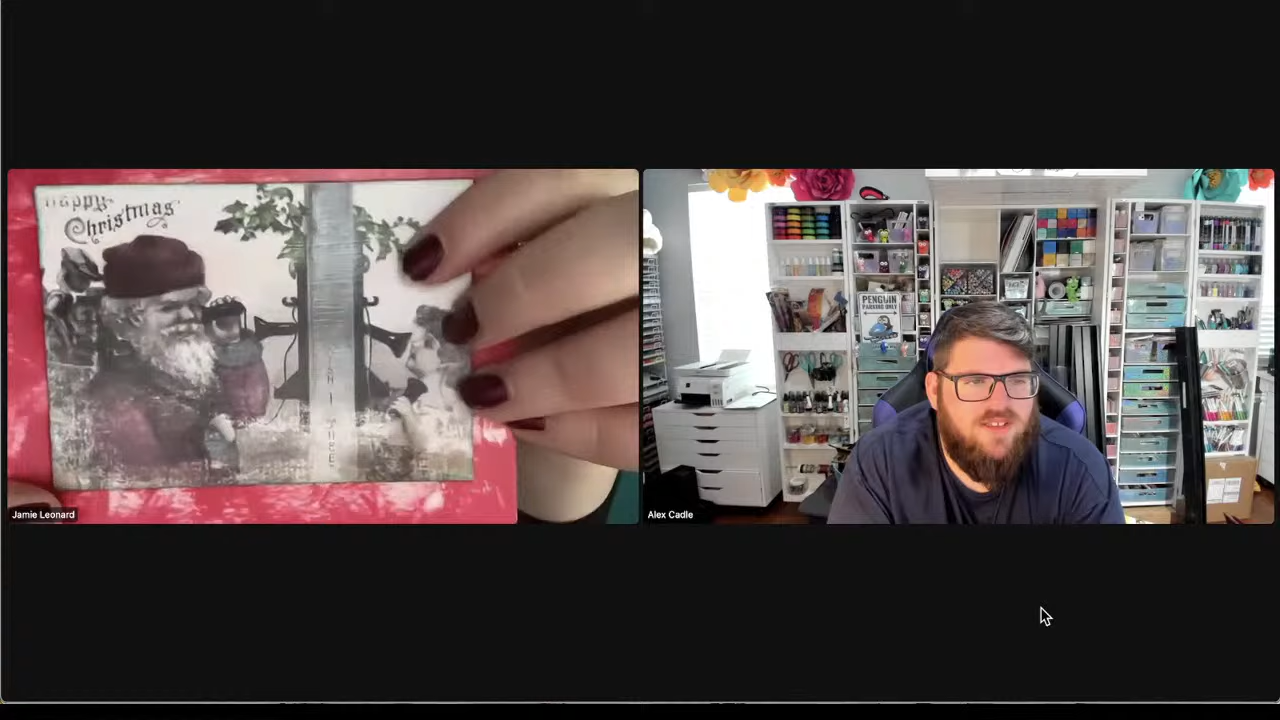 Happy
Christmas
PENGUIN
PARKING ONLY
Jamie Leonard
Alex Cadle